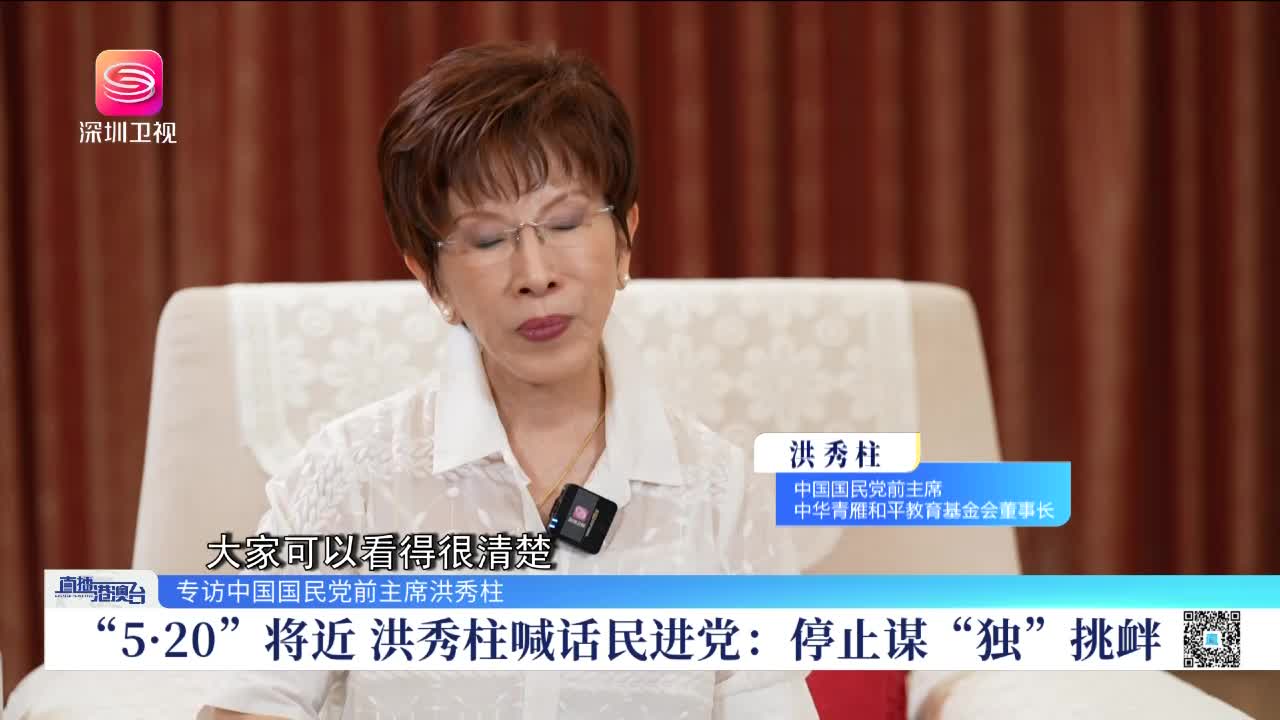 深圳卫视
洪秀柱
中国国民党前主席
中华青雁和平教育基金会董事长
大家可以看得很清楚
直播港澳台
专访中国国民党前主席洪秀柱
“5·20”将近 洪秀柱喊话民进党：停止谋“独”挑衅